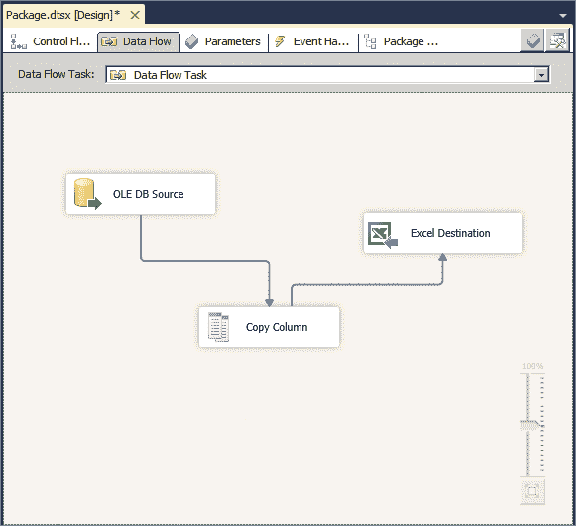 Package.dtsx [Design]*
Control Fl... Data Flow Parameters Event Ha... Package ...
Data Flow Task: Data Flow Task
OLE DB Source
Excel Destination
Copy Column
100%